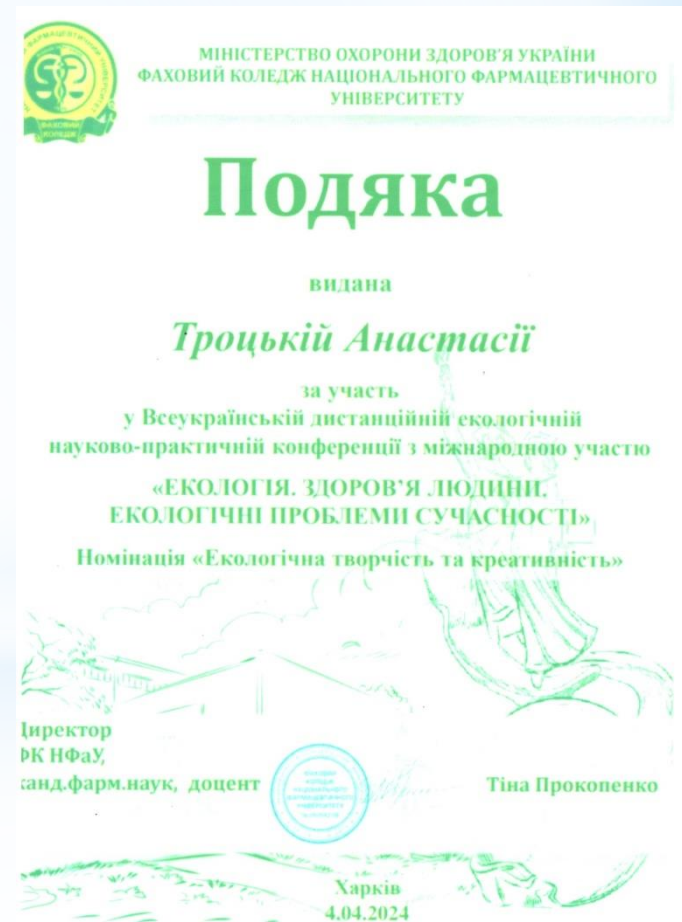 МІНІСТЕРСТВО ОХОРОНИ ЗДОРОВ'Я УКРАЇНИ
ФАХОВИЙ КОЛЕДЖ НАЦІОНАЛЬНОГО ФАРМАЦЕВТИЧНОГО
УНІВЕРСИТЕТУ
ФАХОВИЙ
КОЛЕДЖ
Подяка
видана
Троцькій Анастасії
за участь
у Всеукраїнській дистанційній екологічній
науково-практичній конференції з міжнародною участю
«ЕКОЛОГІЯ. ЗДОРОВ'Я ЛЮДИНИ.
ЕКОЛОГІЧНІ ПРОБЛЕМИ СУЧАСНОСТІ»
Номінація «Екологічна творчість та креативність»
Директор
ФК НФаУ,
канд.фарм.наук, доцент
Тіна Прокопенко
Харків
4.04.2024